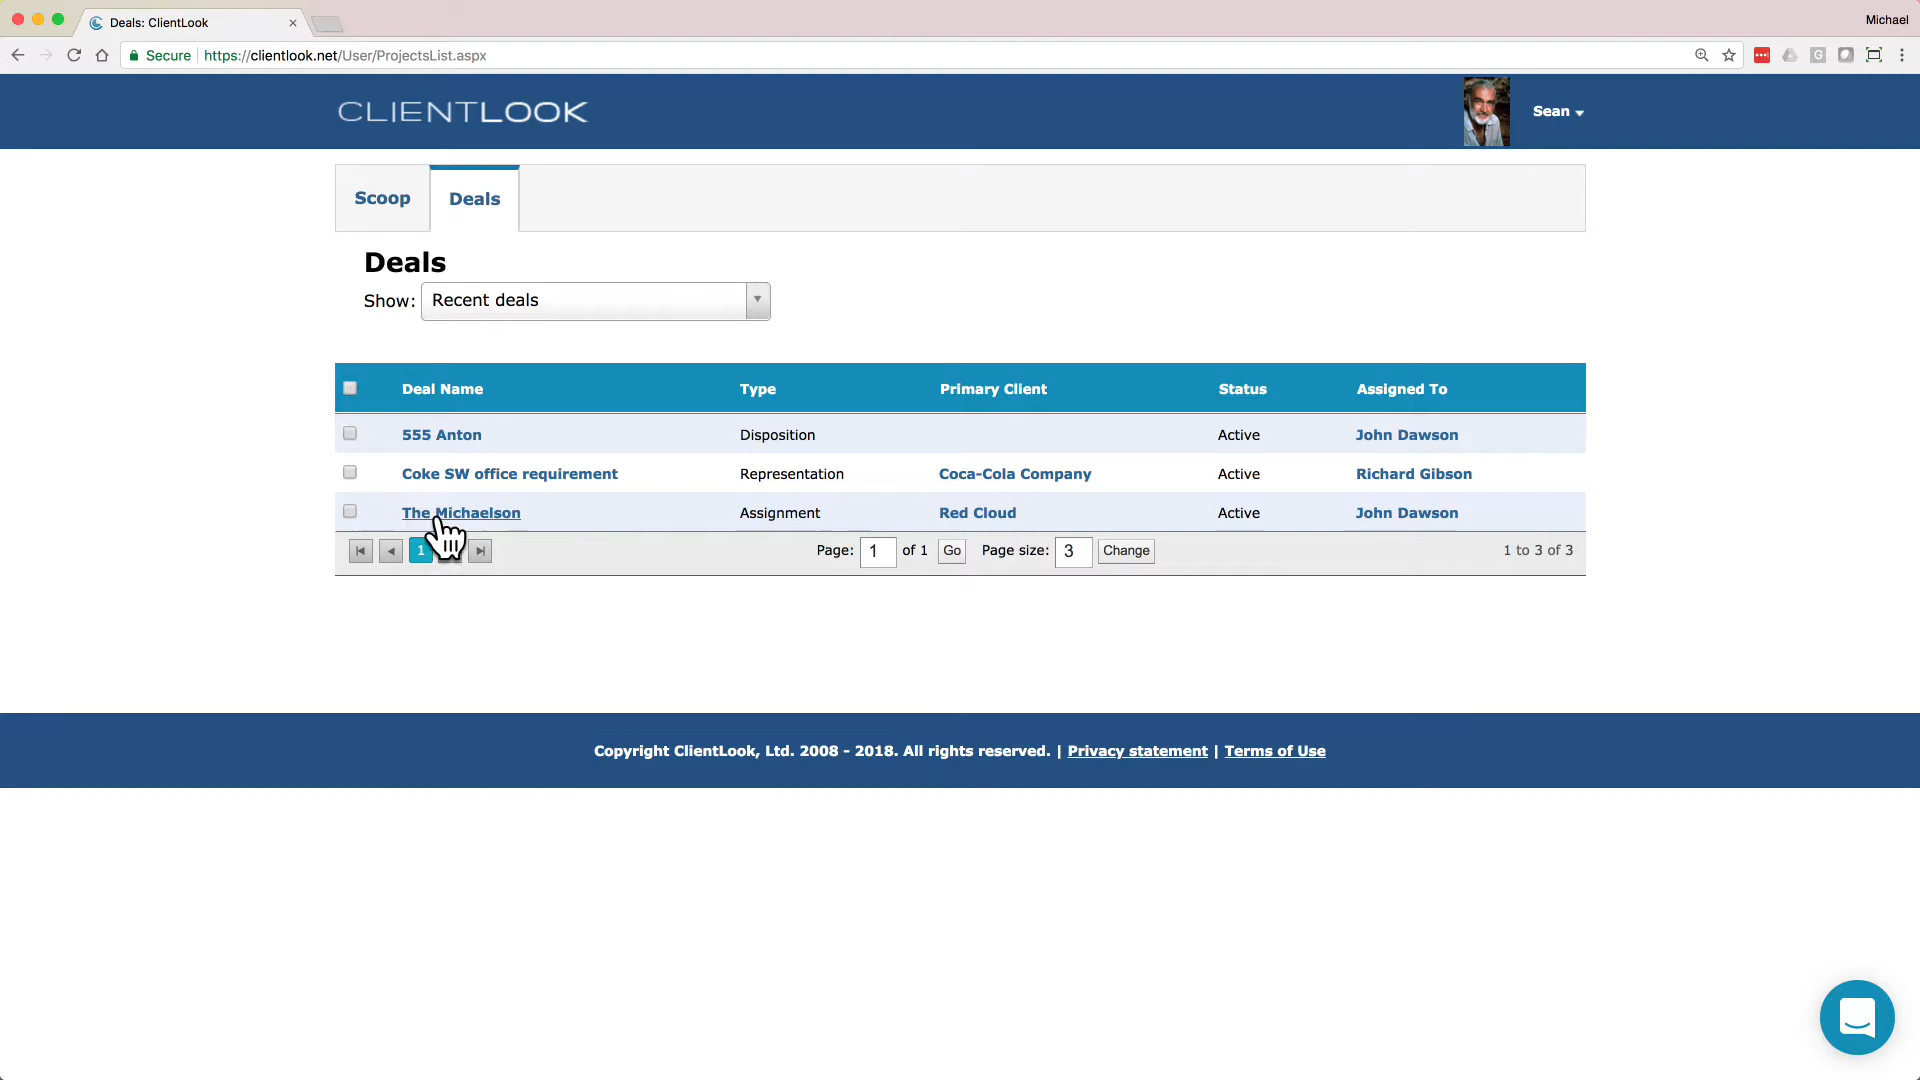 Deals: ClientLook
Michael
Secure https://clientlook.net/User/ProjectsList.aspx
CLIENTLOOK
Sean
Scoop
Deals
Deals
Show: Recent deals
Deal Name Type Primary Client Status Assigned To
555 Anton Disposition Active John Dawson
Coke SW office requirement Representation Coca-Cola Company Active Richard Gibson
The Michaelson Assignment Red Cloud Active John Dawson
1 Page: 1 of 1 Go Page size: 3 Change 1 to 3 of 3
Copyright ClientLook, Ltd. 2008 - 2018. All rights reserved. | Privacy statement | Terms of Use